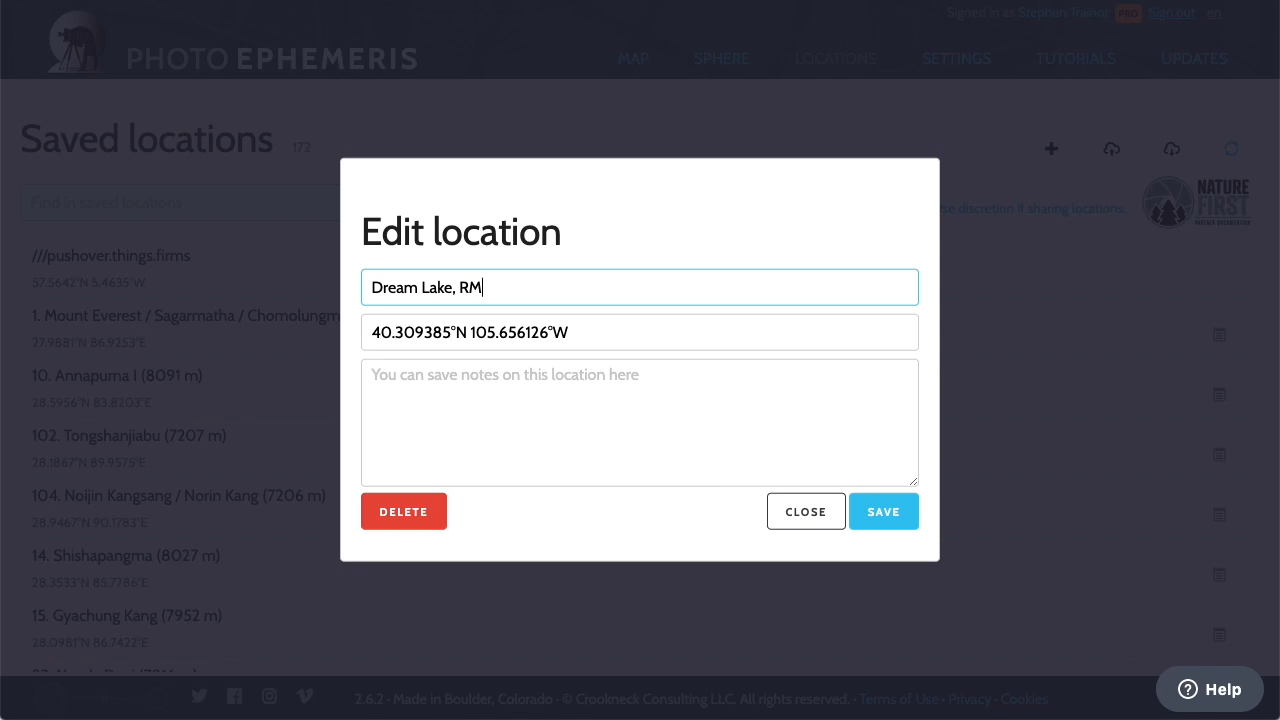 Signed in as Stephen Trainor PRO Sign out en
PHOTO EPHEMERIS
MAP SPHERE LOCATIONS SETTINGS TUTORIALS UPDATES
Saved locations 172
Find in saved locations
Use discretion if sharing locations.
NATURE
FIRST
///pushover.things.firms
57.5642°N 5.4635°W
1. Mount Everest / Sagarmatha / Chomolungm
27.9881°N 86.9253°E
10. Annapurna I (8091 m)
28.5956°N 83.8203°E
102. Tongshanjiabu (7207 m)
28.1867°N 89.9575°E
104. Noijin Kangsang / Norin Kang (7206 m)
28.9467°N 90.1783°E
14. Shishapangma (8027 m)
28.3533°N 85.7786°E
15. Gyachung Kang (7952 m)
28.0981°N 86.7422°E
Edit location
Dream Lake, RM
40.309385°N 105.656126°W
You can save notes on this location here
DELETE CLOSE SAVE
2.6.2 · Made in Boulder, Colorado · © Crookneck Consulting LLC. All rights reserved. · Terms of Use · Privacy · Cookies
Help